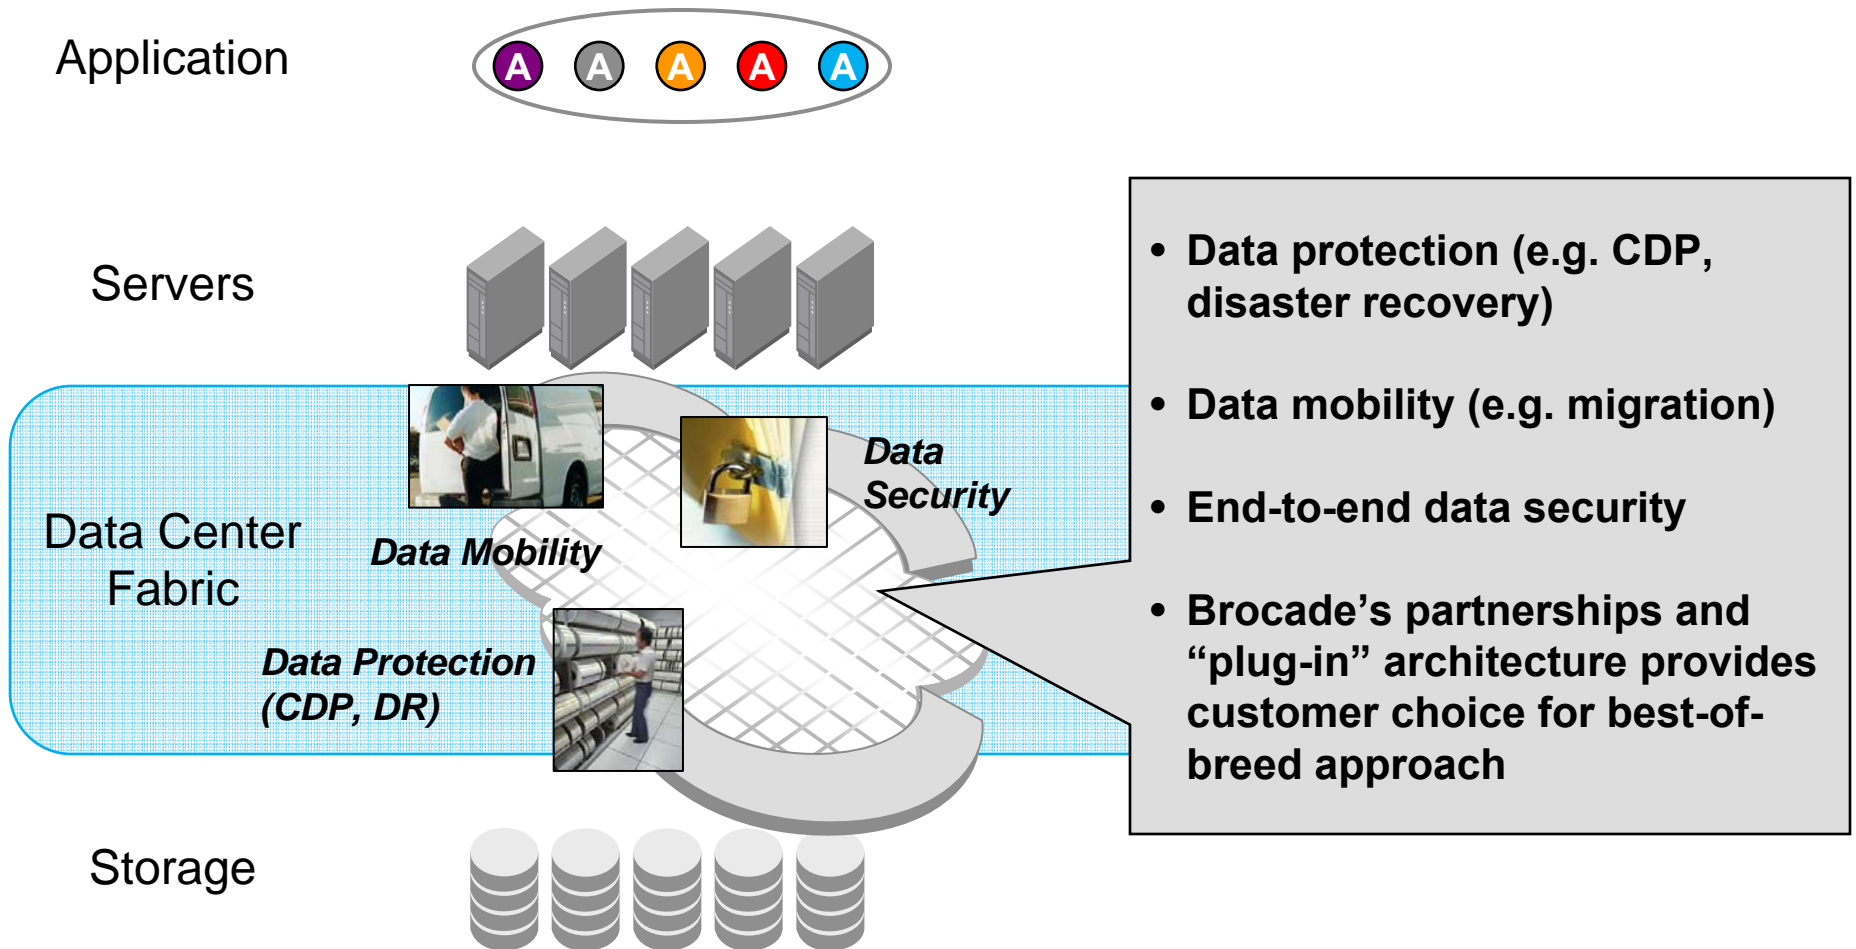 Application
A A A A A
Servers
Data Center
Fabric
Data Mobility
Data
Security
Data Protection
(CDP, DR)
Storage
• Data protection (e.g. CDP,
disaster recovery)
• Data mobility (e.g. migration)
• End-to-end data security
• Brocade’s partnerships and
“plug-in” architecture provides
customer choice for best-of-
breed approach